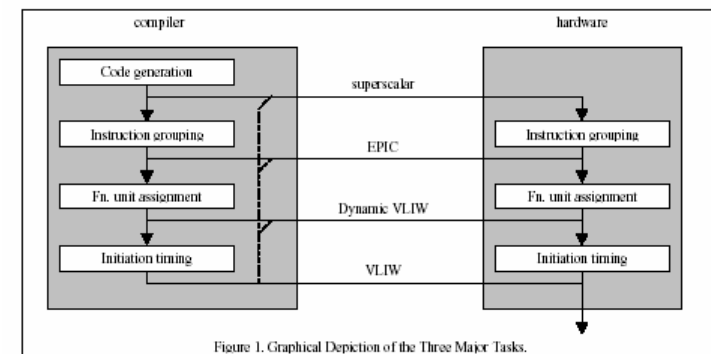 compiler
hardware
Code generation
superscalar
Instruction grouping
Instruction grouping
EPIC
Fn. unit assignment
Fn. unit assignment
Dynamic VLIW
Initiation timing
Initiation timing
VLIW
Figure 1. Graphical Depiction of the Three Major Tasks.